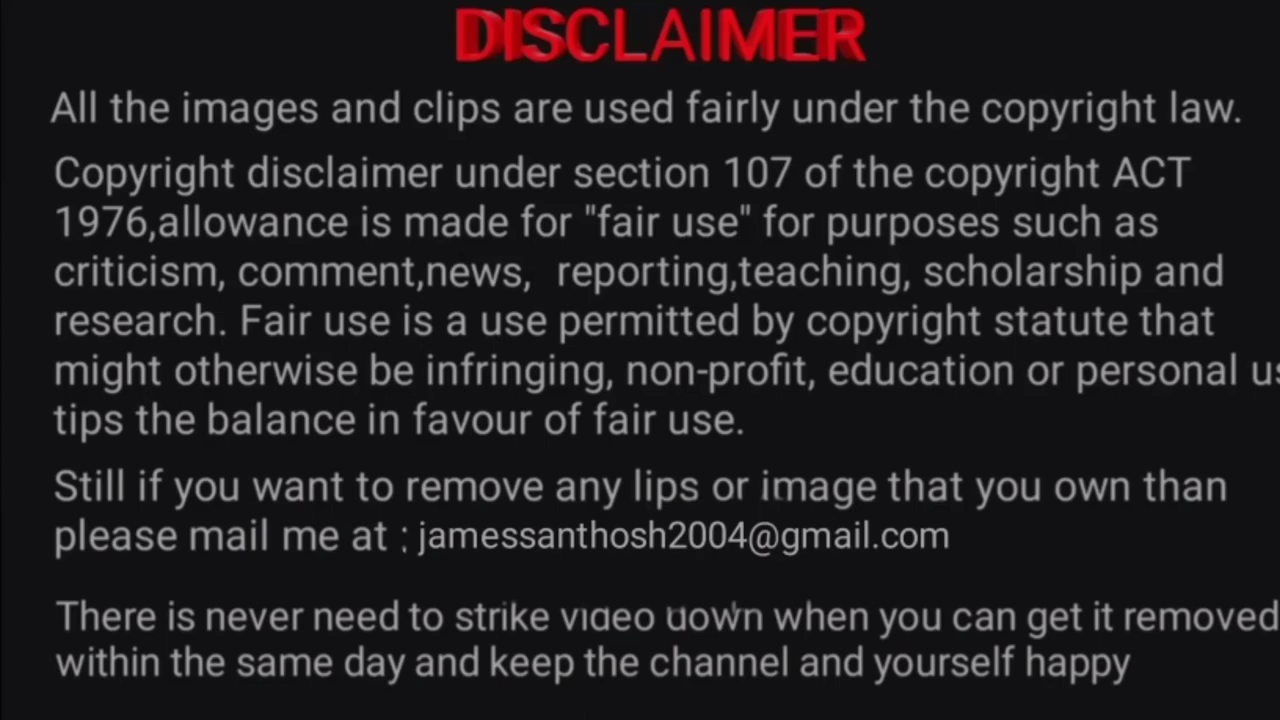 DISCLAIMER
All the images and clips are used fairly under the copyright law.
Copyright disclaimer under section 107 of the copyright ACT
1976,allowance is made for "fair use" for purposes such as
criticism, comment,news, reporting,teaching, scholarship and
research. Fair use is a use permitted by copyright statute that
might otherwise be infringing, non-profit, education or personal us
tips the balance in favour of fair use.
Still if you want to remove any lips or image that you own than
please mail me at : jamessanthosh2004@gmail.com
There is never need to strike video down when you can get it removed
within the same day and keep the channel and yourself happy